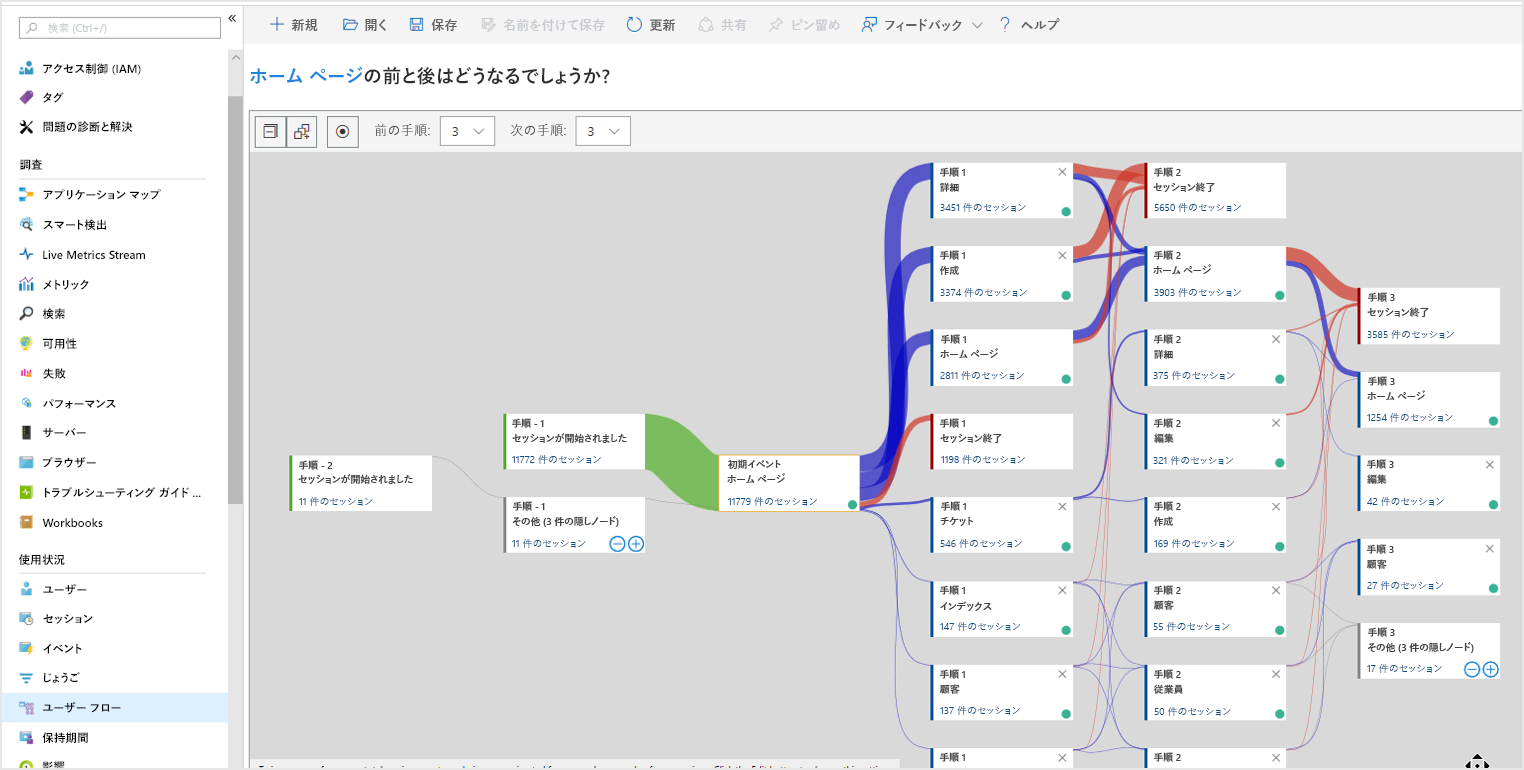 検索 (Ctrl+/)
«
アクセス制御 (IAM)
タグ
問題の診断と解決
調査
アプリケーション マップ
スマート検出
Live Metrics Stream
メトリック
検索
可用性
失敗
パフォーマンス
サーバー
ブラウザー
トラブルシューティング ガイド ...
Workbooks
使用状況
ユーザー
セッション
イベント
じょうご
ユーザー フロー
保持期間
影響
新規 開く 保存 名前を付けて保存 更新 共有 ピン留め フィードバック ? ヘルプ
ホーム ページの前と後はどうなるでしょうか?
前の手順: 3 次の手順: 3
手順 - 2
セッションが開始されました
11 件のセッション
手順 - 1
セッションが開始されました
11772 件のセッション
手順 - 1
その他 (3 件の隠しノード)
11 件のセッション
初期イベント
ホーム ページ
11779 件のセッション
手順 1
詳細
3451 件のセッション
手順 1
作成
3374 件のセッション
手順 1
ホーム ページ
2811 件のセッション
手順 1
セッション終了
1198 件のセッション
手順 1
チケット
546 件のセッション
手順 1
インデックス
147 件のセッション
手順 1
顧客
137 件のセッション
手順 1
手順 2
セッション終了
5650 件のセッション
手順 2
ホーム ページ
3903 件のセッション
手順 2
詳細
375 件のセッション
手順 2
編集
321 件のセッション
手順 2
作成
169 件のセッション
手順 2
顧客
55 件のセッション
手順 2
従業員
50 件のセッション
手順 2
手順 3
セッション終了
3585 件のセッション
手順 3
ホーム ページ
1254 件のセッション
手順 3
編集
42 件のセッション
手順 3
顧客
27 件のセッション
手順 3
その他 (3 件の隠しノード)
17 件のセッション